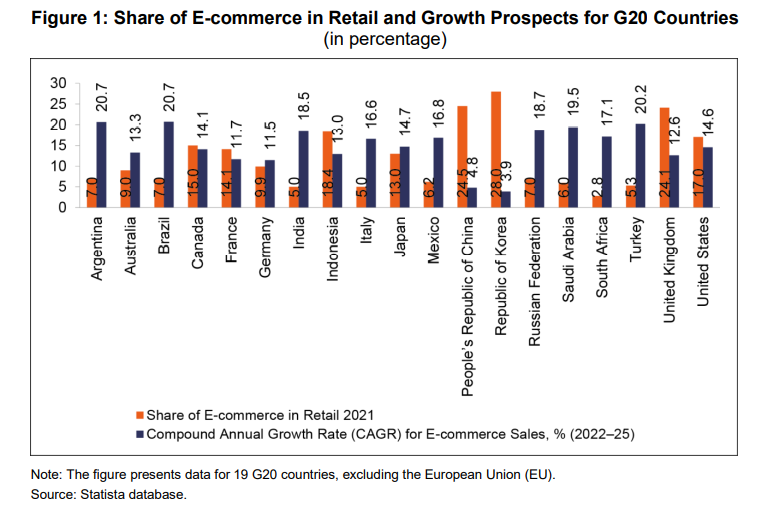 Figure 1: Share of E-commerce in Retail and Growth Prospects for G20 Countries
(in percentage)
30
25
20
15
10
5
0
7.0
20.7
9.0
13.3
7.0
20.7
15.0
14.1
14.1
11.7
9.9
11.5
5.0
18.5
18.4
13.0
5.0
16.6
13.0
14.7
6.2
16.8
24.5
4.8
28.0
3.9
7.0
18.7
6.0
19.5
2.8
17.1
5.3
20.2
24.1
12.6
17.0
14.6
Argentina
Australia
Brazil
Canada
France
Germany
India
Indonesia
Italy
Japan
Mexico
People's Republic of China
Republic of Korea
Russian Federation
Saudi Arabia
South Africa
Turkey
United Kingdom
United States
Share of E-commerce in Retail 2021
Compound Annual Growth Rate (CAGR) for E-commerce Sales, % (2022–25)
Note: The figure presents data for 19 G20 countries, excluding the European Union (EU).
Source: Statista database.